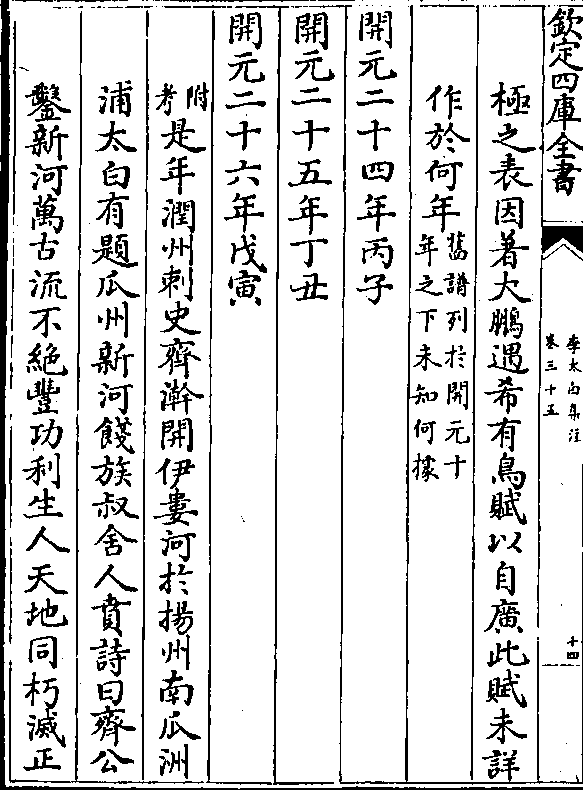 欽定四庫全書
李太白集注
卷三十五
十四
極之表因著大鵬遇希有鳥賦以自廣此賦未詳
作於何年舊譜列於開元十
年之下未知何據
開元二十四年丙子
開元二十五年丁丑
開元二十六年戊寅
附考是年潤州刺史齊澣開伊婁河於揚州南瓜洲
浦太白有題瓜州新河餞族叔舍人賁詩曰齊公
鑿新河萬古流不絶豐功利生人天地同朽滅正